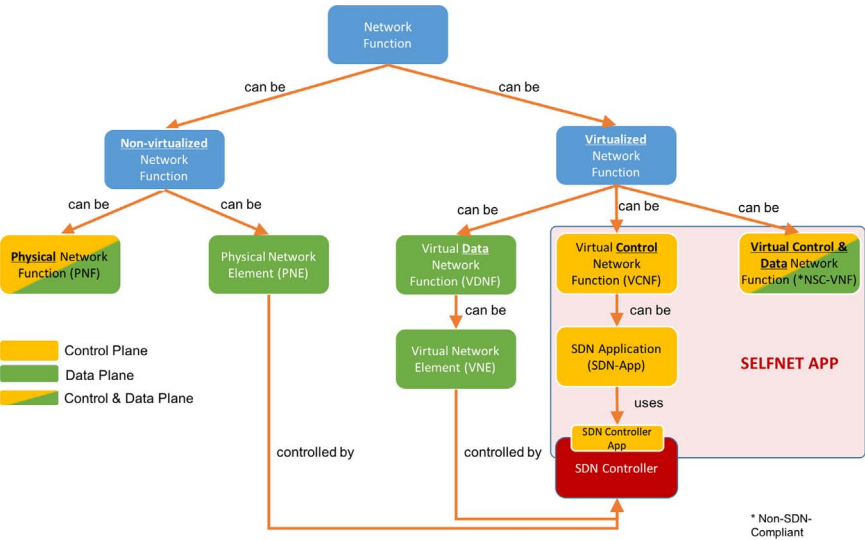 Network
Function
can be
can be
Non-virtualized
Network
Function
Virtualized
Network
Function
can be
can be
can be
can be
can be
Physical Network
Function (PNF)
Physical Network
Element (PNE)
Virtual Data
Network
Function (VDNF)
Virtual Control
Network
Function (VCNF)
Virtual Control &
Data Network
Function (*NSC-VNF)
can be
can be
Control Plane
Data Plane
Control & Data Plane
Virtual Network
Element (VNE)
SDN Application
(SDN-App)
SELFNET APP
uses
controlled by
controlled by
SDN Controller
App
SDN Controller
* Non-SDN-
Compliant